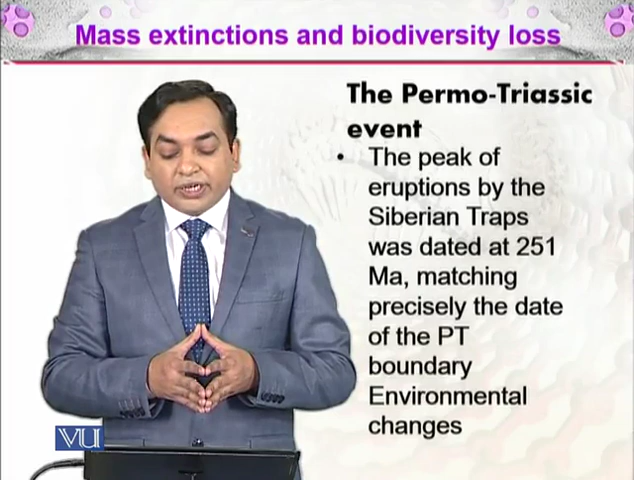 Mass extinctions and biodiversity loss
The Permo-Triassic
event
• The peak of
eruptions by the
Siberian Traps
was dated at 251
Ma, matching
precisely the date
of the PT
boundary
Environmental
changes
VU